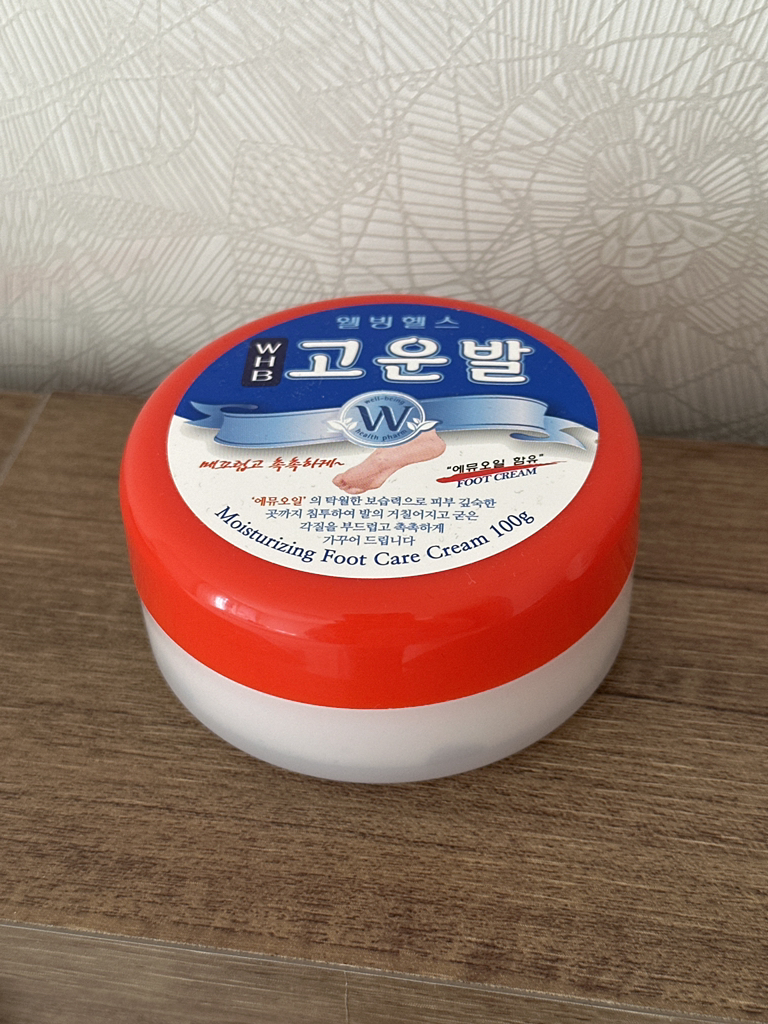 웰빙헬스
WHB
고운발
well-being
W
health pharm
매끄럽고 촉촉하게~
"에뮤오일 함유"
FOOT CREAM
'에뮤오일'의 탁월한 보습력으로 피부 깊숙한
곳까지 침투하여 발의 거칠어지고 굳은
각질을 부드럽고 촉촉하게
가꾸어 드립니다
Moisturizing Foot Care Cream 100g